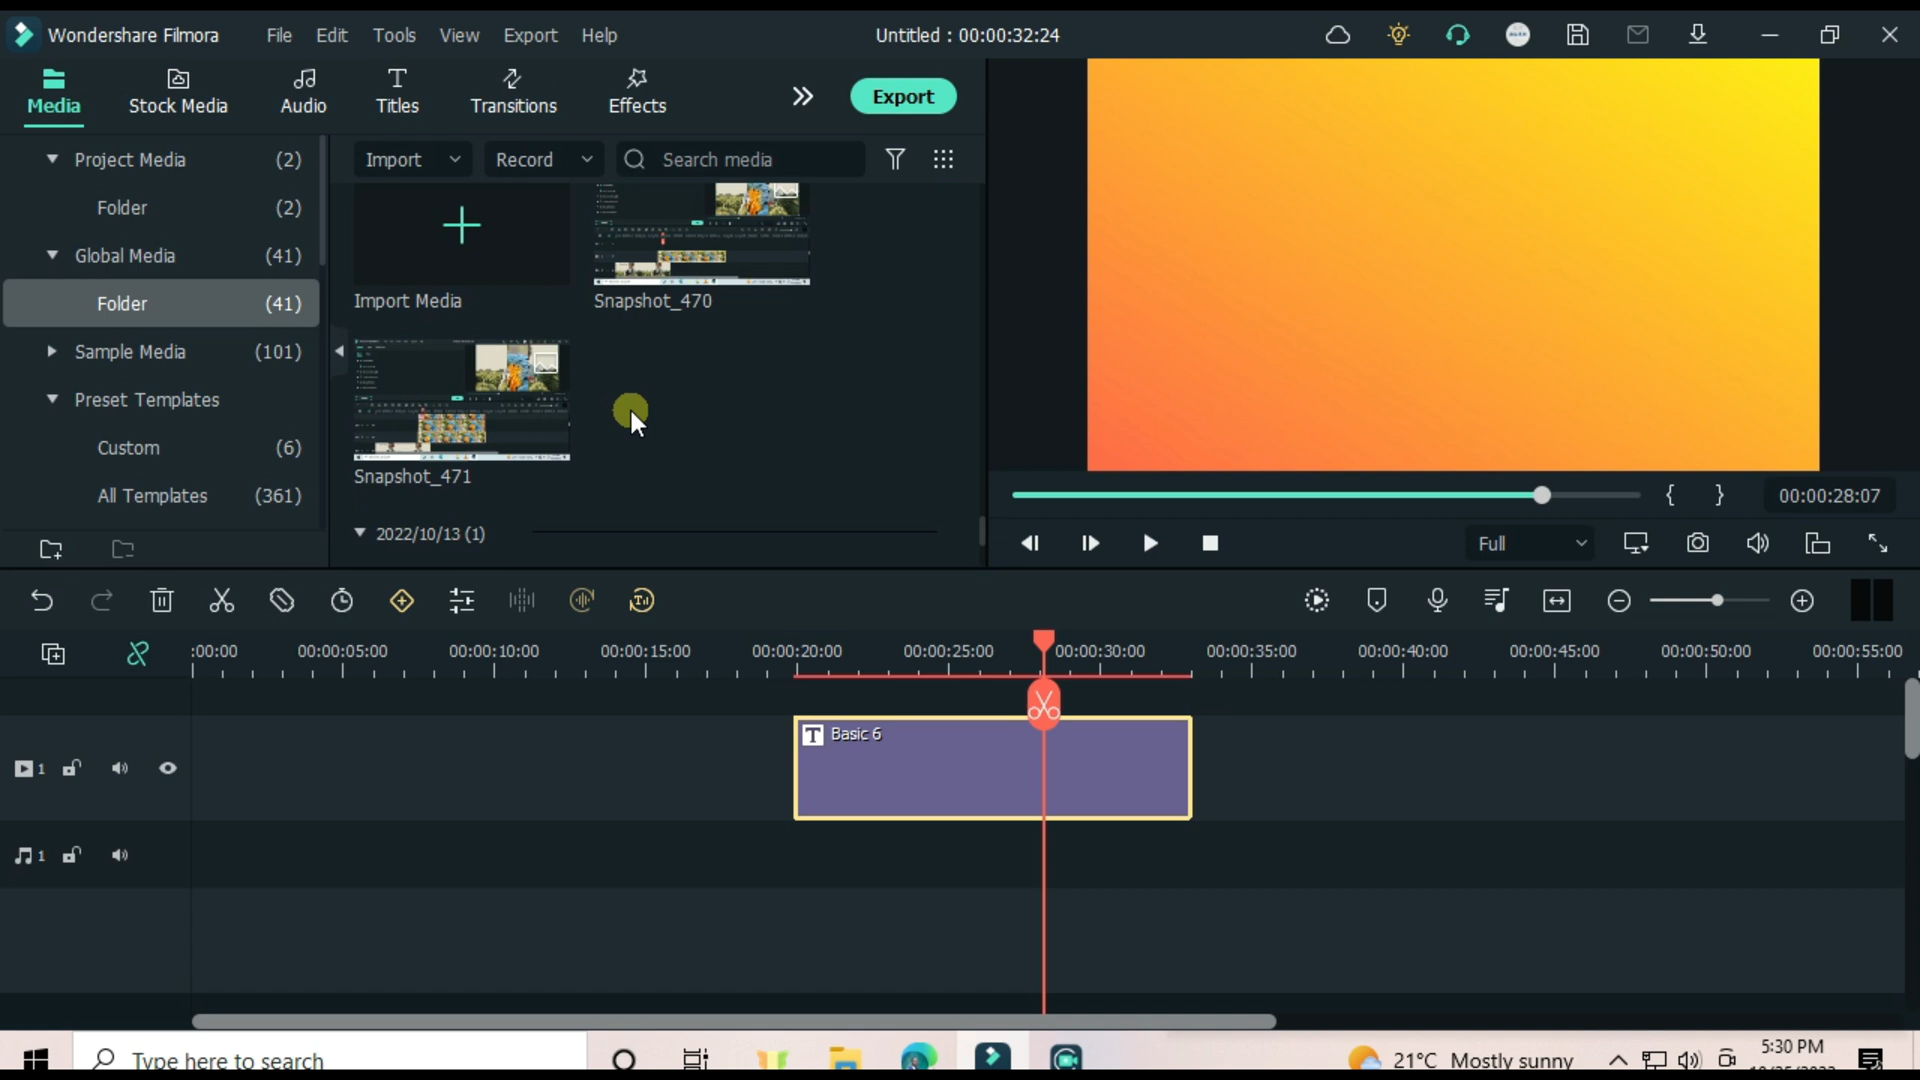 Wondershare Filmora File Edit Tools View Export Help Untitled : 00:00:32:24
Media Stock Media Audio Titles Transitions Effects Export
Project Media (2)
Folder (2)
Global Media (41)
Folder (41)
Sample Media (101)
Preset Templates
Custom (6)
All Templates (361)
Import Record Search media
Import Media Snapshot_470
Snapshot_471
2022/10/13 (1)
00:00:28:07
Full
:00:00 00:00:05:00 00:00:10:00 00:00:15:00 00:00:20:00 00:00:25:00 00:00:30:00 00:00:35:00 00:00:40:00 00:00:45:00 00:00:50:00 00:00:55:00
T Basic 6
1
1
Type here to search 21°C Mostly sunny 5:30 PM